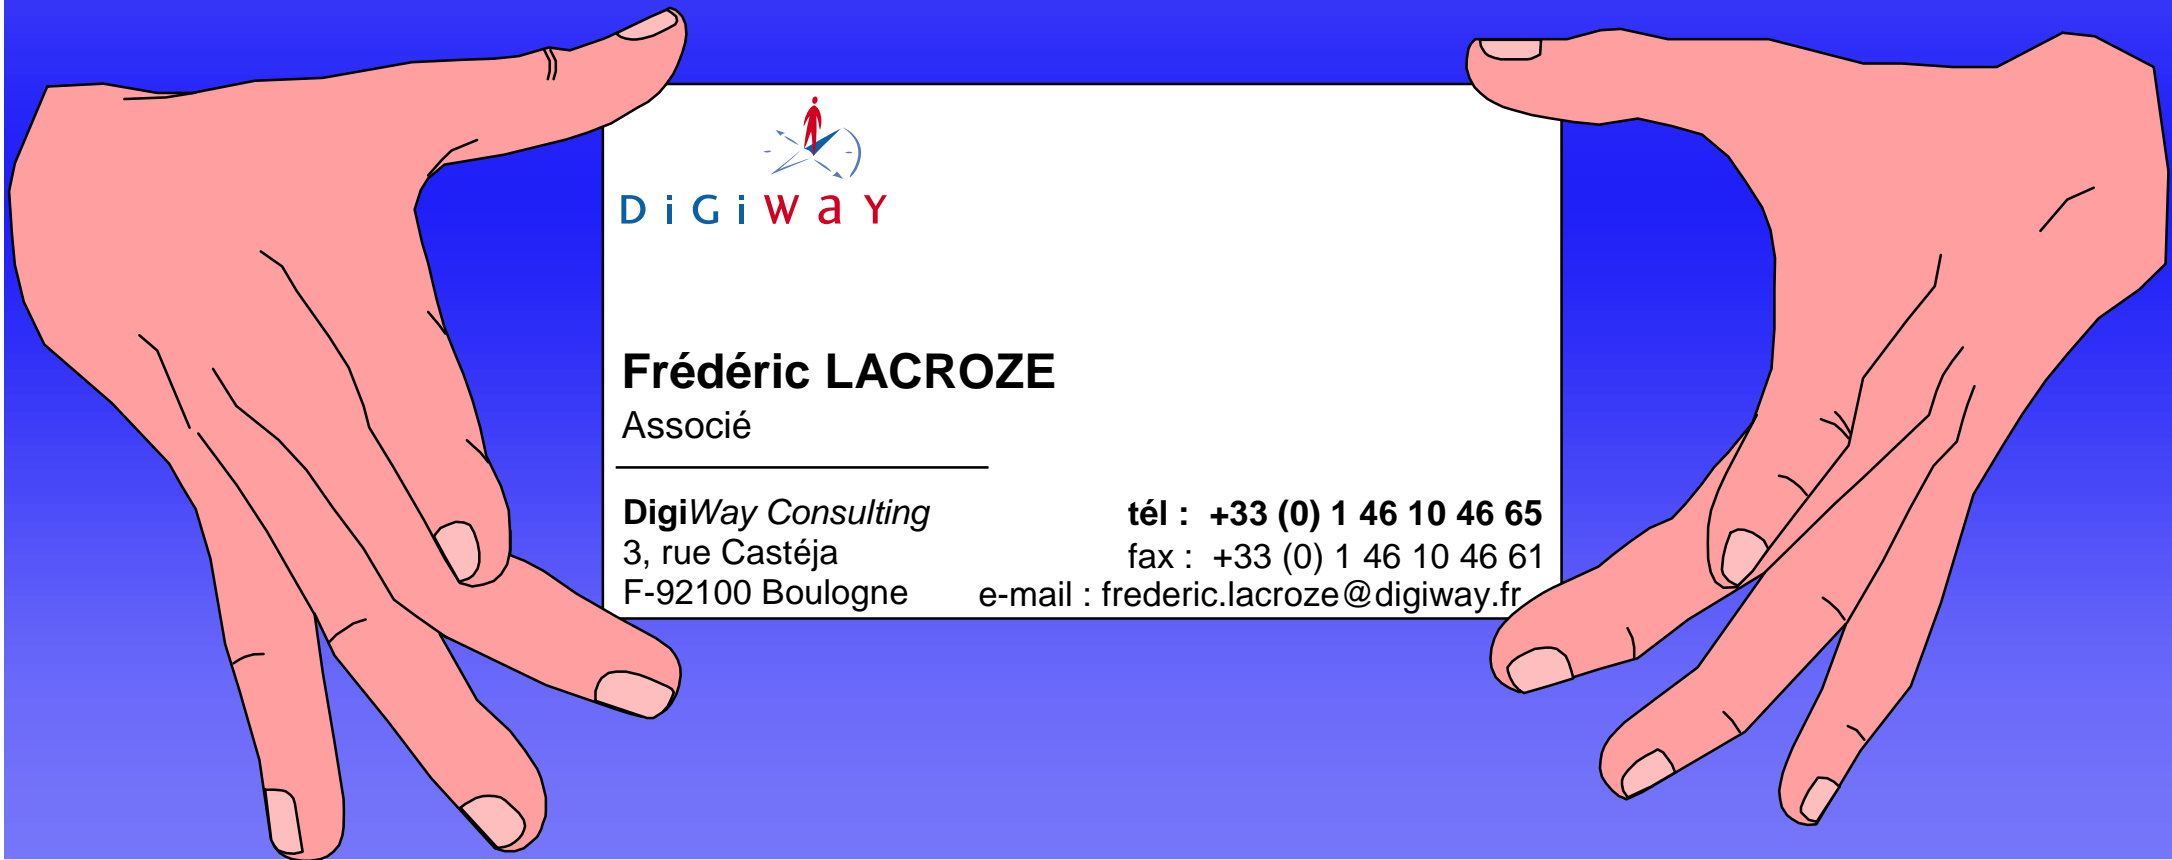 DiGiWaY
Frédéric LACROZE
Associé
DigiWay Consulting
3, rue Castéja
F-92100 Boulogne
tél : +33 (0) 1 46 10 46 65
fax : +33 (0) 1 46 10 46 61
e-mail : frederic.lacroze@digiway.fr